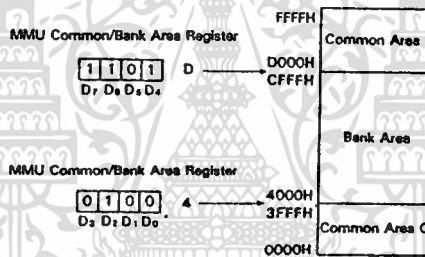 FFFFH
MMU Common/Bank Area Register
Common Area
1 1 0 1 D
D7 D6 D5 D4
D000H
CFFFH
Bank Area
MMU Common/Bank Area Register
0 1 0 0 4
D3 D2 D1 D0
4000H
3FFFH
Common Area
0000H